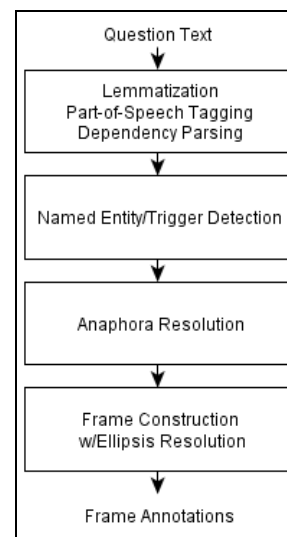 Question Text
Lemmatization
Part-of-Speech Tagging
Dependency Parsing
Named Entity/Trigger Detection
Anaphora Resolution
Frame Construction
w/Ellipsis Resolution
Frame Annotations